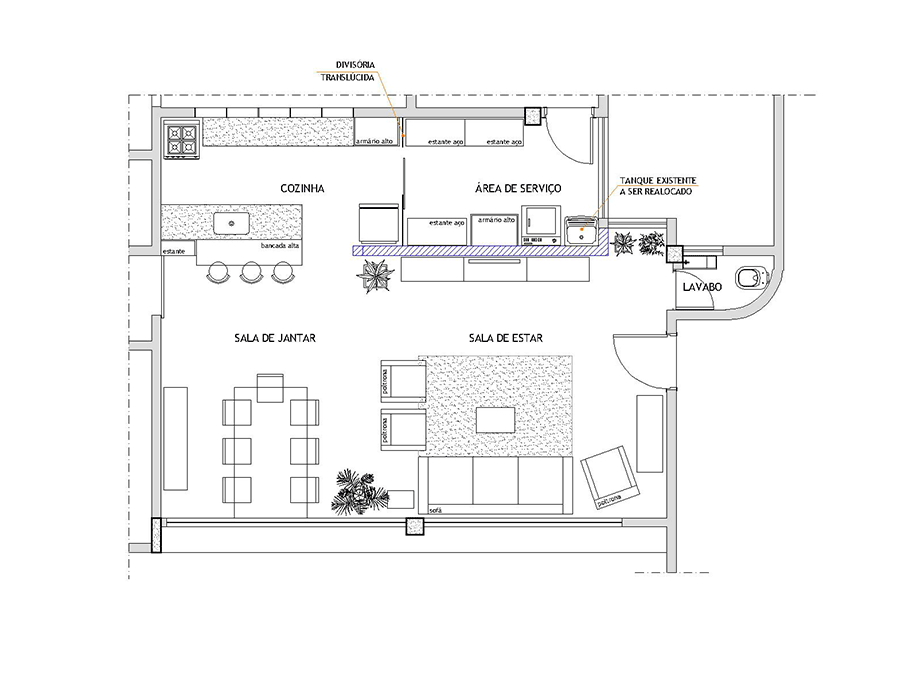 DIVISÓRIA
TRANSLÚCIDA
armário alto
estante aço
estante aço
COZINHA
ÁREA DE SERVIÇO
TANQUE EXISTENTE
A SER REALOCADO
estante aço
armário alto
estante
bancada alta
LAVABO
SALA DE JANTAR
SALA DE ESTAR
poltrona
poltrona
poltrona
sofá